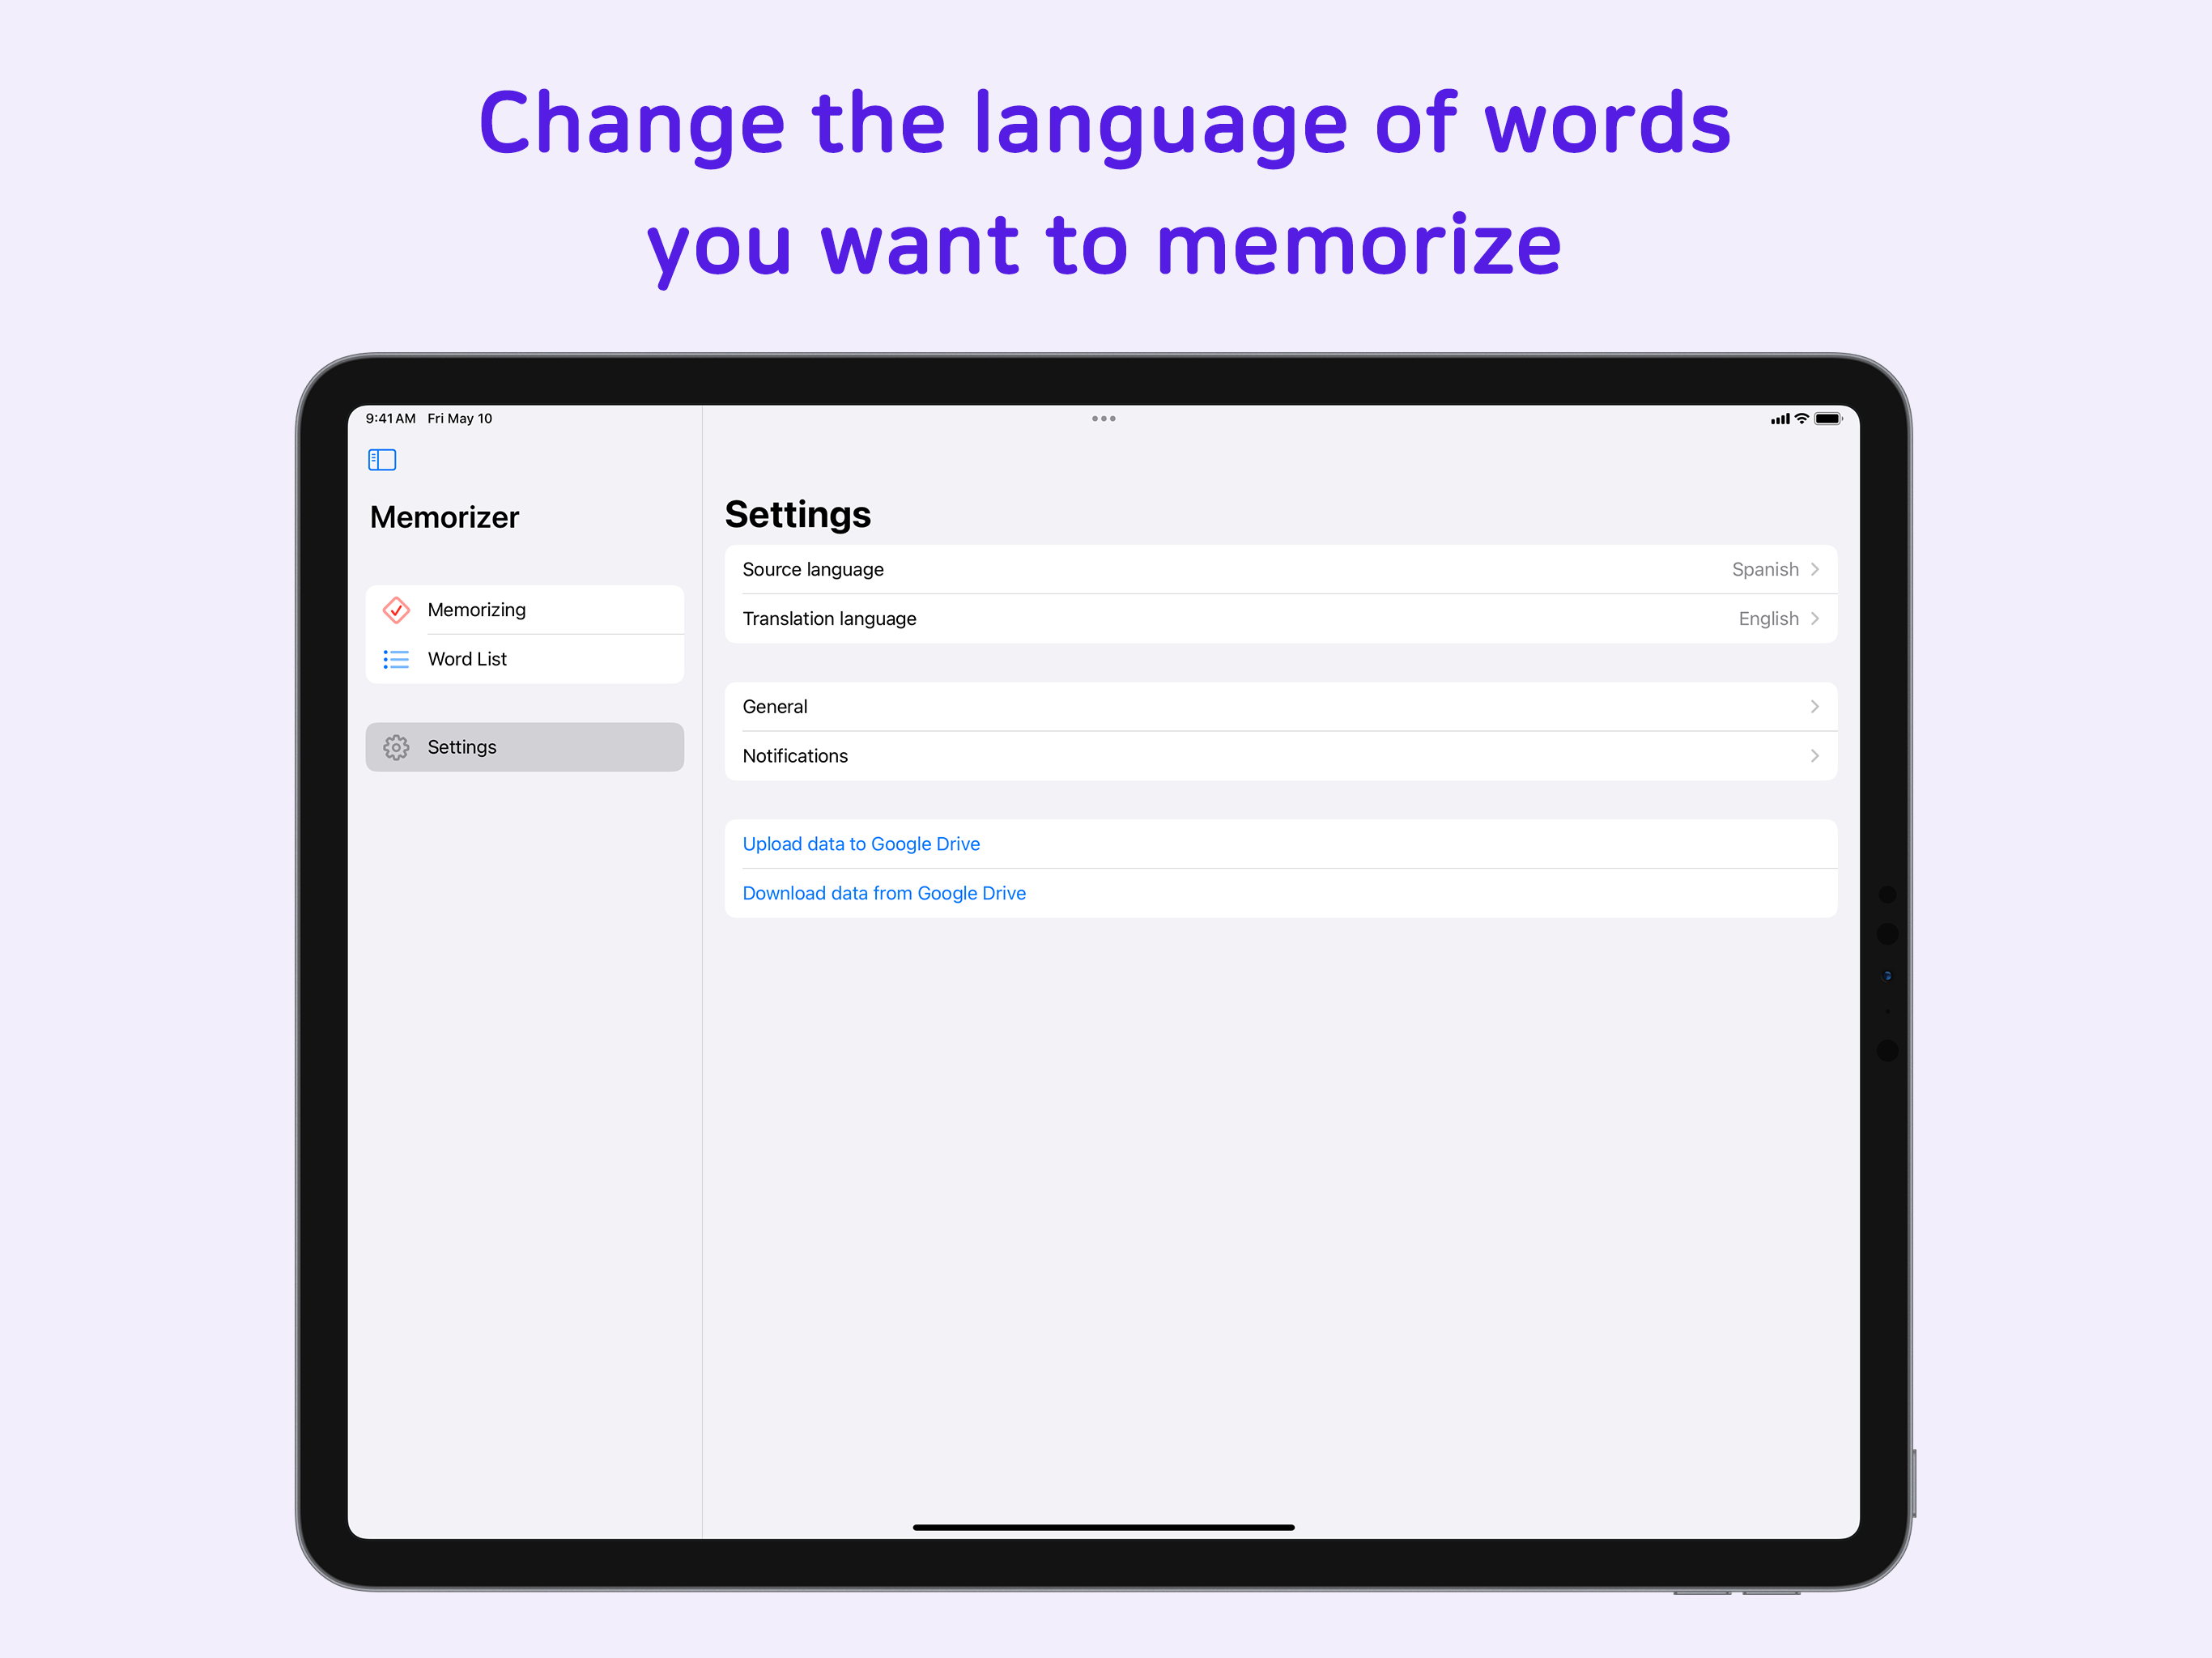 Change the language of words
you want to memorize
9:41 AM Fri May 10
Memorizer
Memorizing
Word List
Settings
Settings
Source language Spanish
Translation language English
General
Notifications
Upload data to Google Drive
Download data from Google Drive